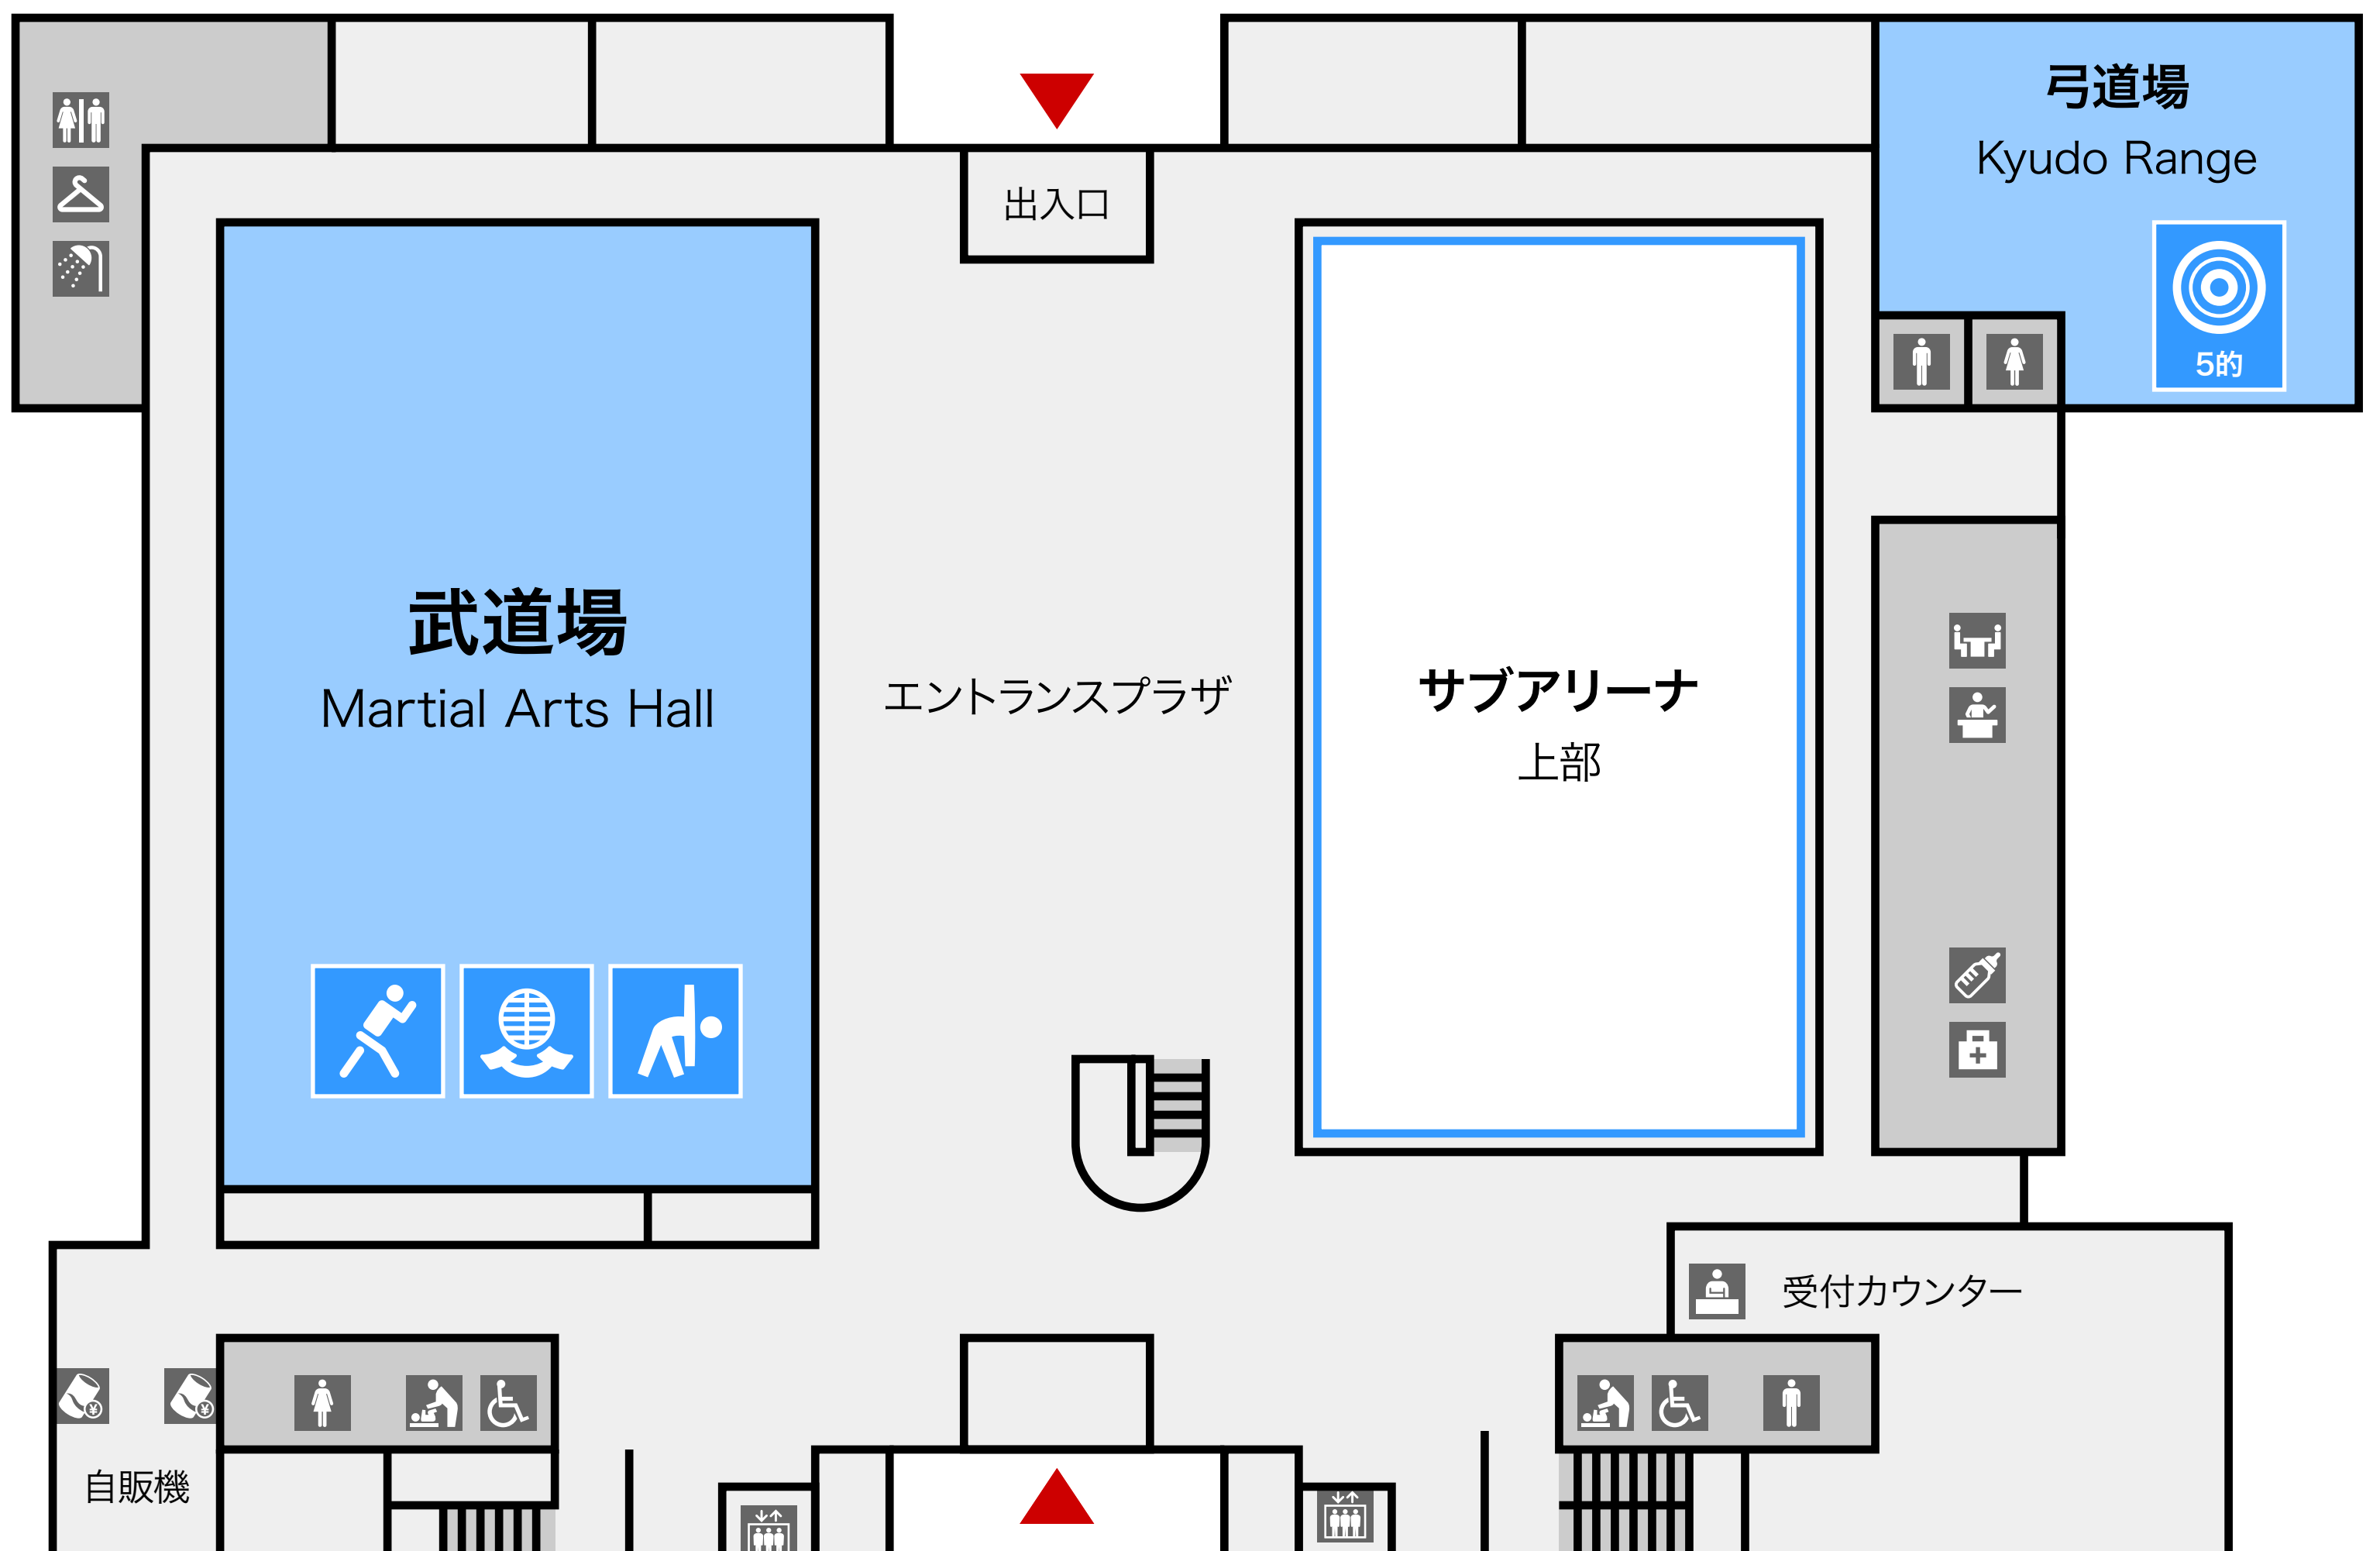 弓道場
Kyudo Range
5的
出入口
武道場
Martial Arts Hall
エントランスプラザ
サブアリーナ
上部
受付カウンター
¥
¥
自販機